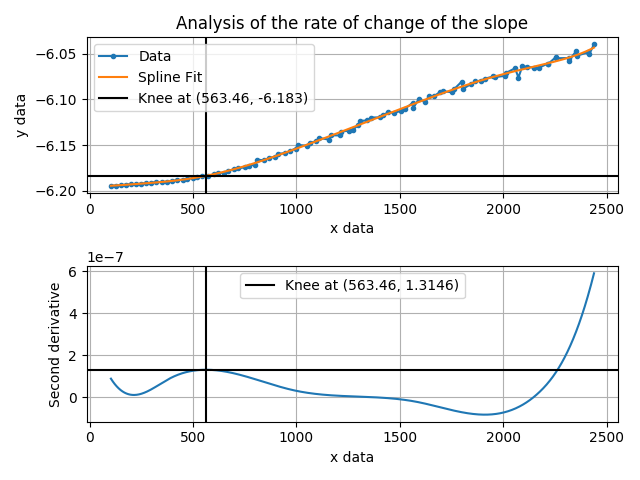 Analysis of the rate of change of the slope
y data
−6.05
−6.10
−6.15
−6.20
Data
Spline Fit
Knee at (563.46, -6.183)
0
500
1000
1500
2000
2500
x data
1e−7
Second derivative
6
4
2
0
Knee at (563.46, 1.3146)
0
500
1000
1500
2000
2500
x data